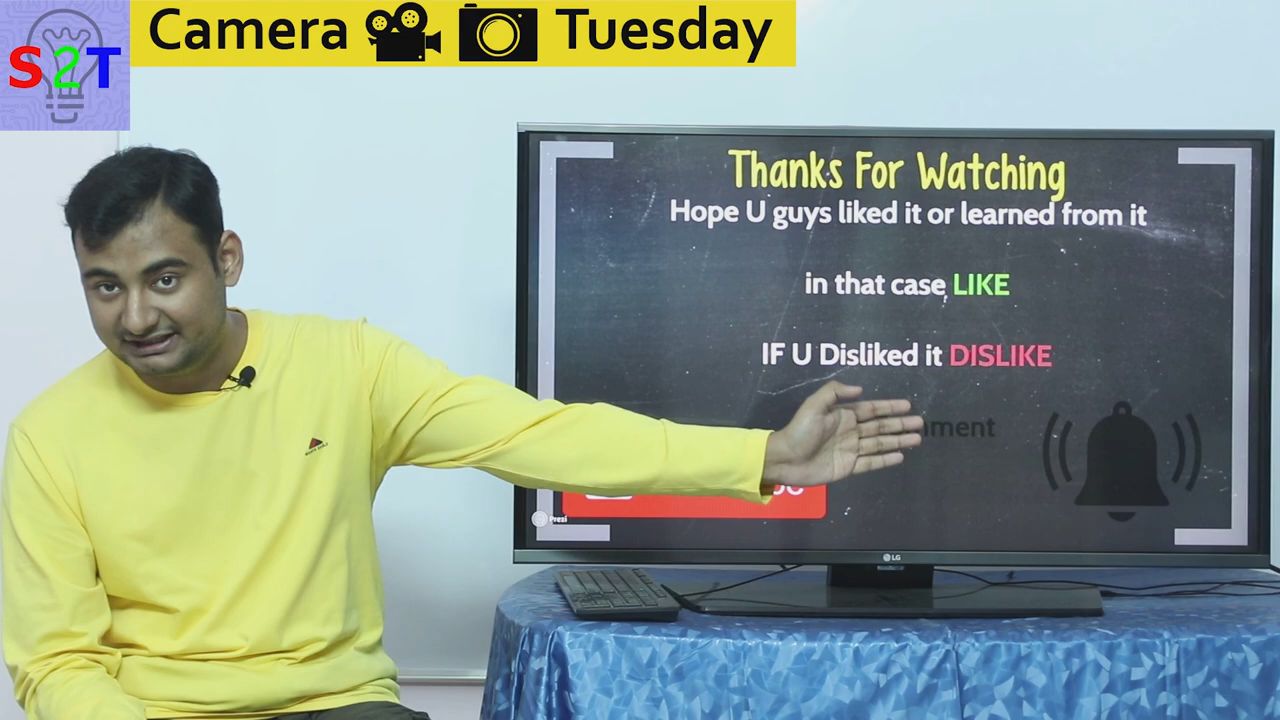 Camera Tuesday
S2T
Thanks For Watching
Hope U guys liked it or learned from it
in that case, LIKE
IF U Disliked it DISLIKE
Prezi
LG